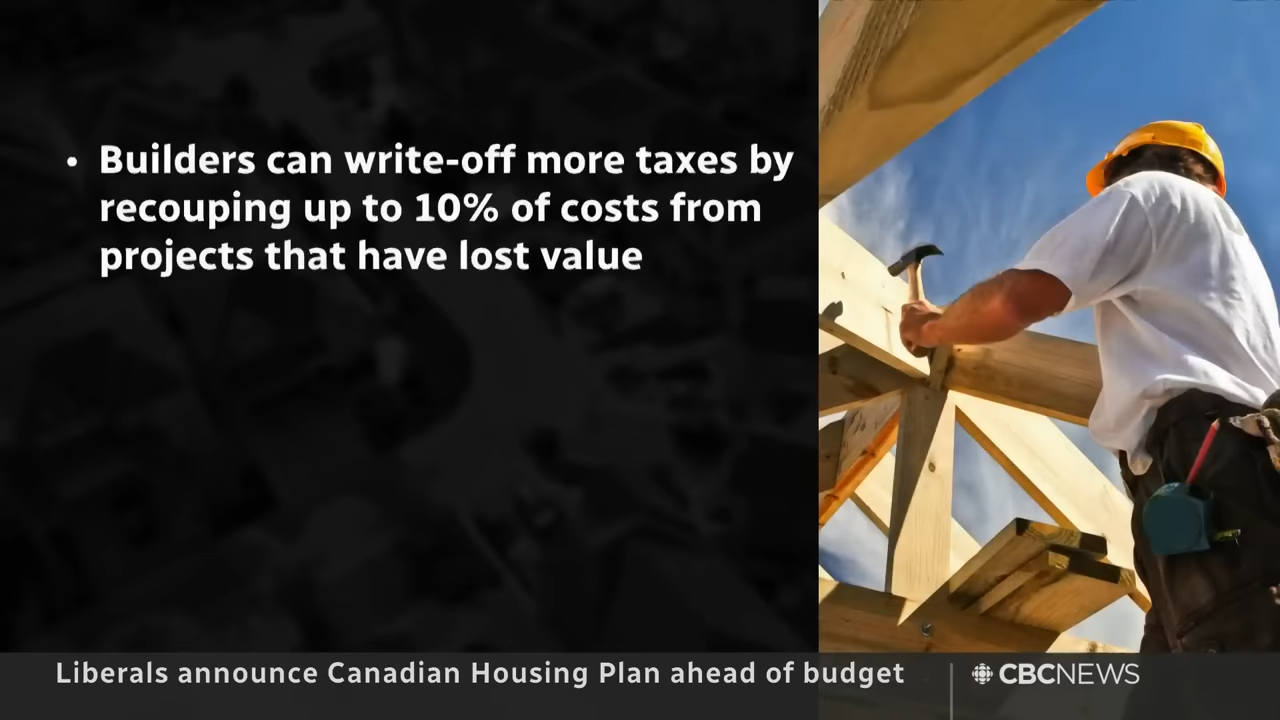 • Builders can write-off more taxes by
recouping up to 10% of costs from
projects that have lost value
Liberals announce Canadian Housing Plan ahead of budget
CBCNEWS